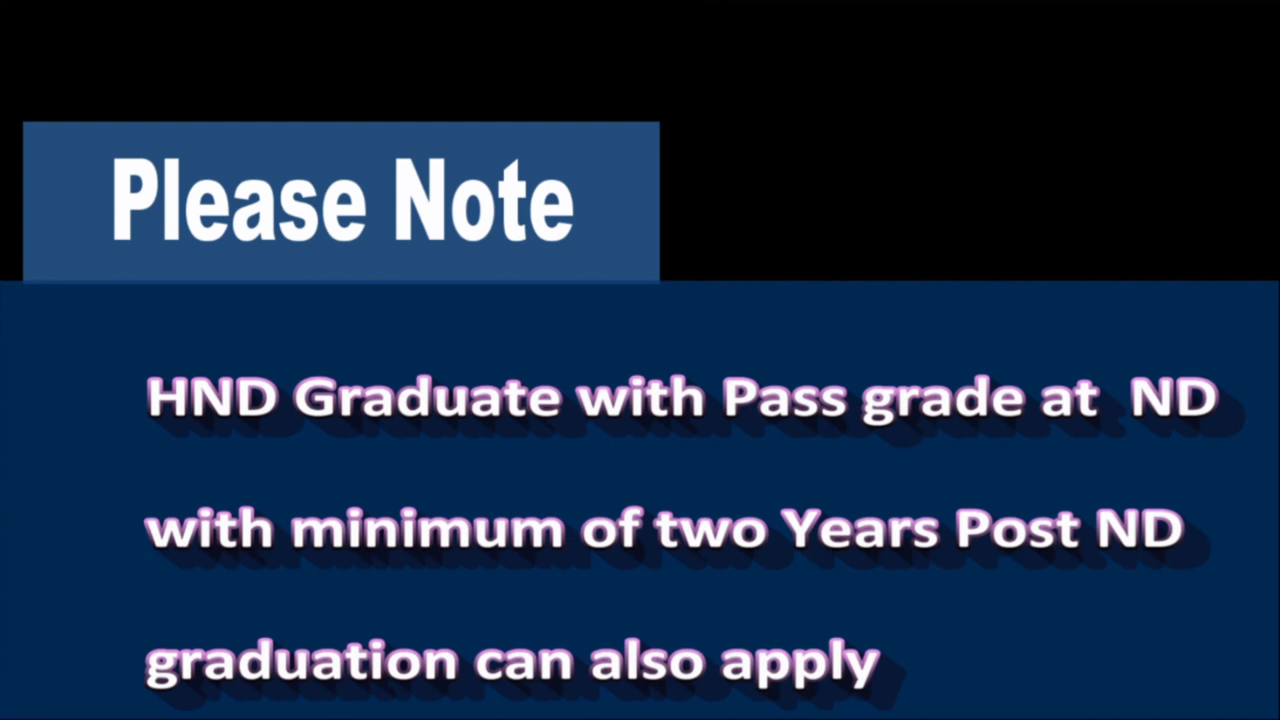 Please Note
HND Graduate with Pass grade at ND
with minimum of two Years Post ND
graduation can also apply